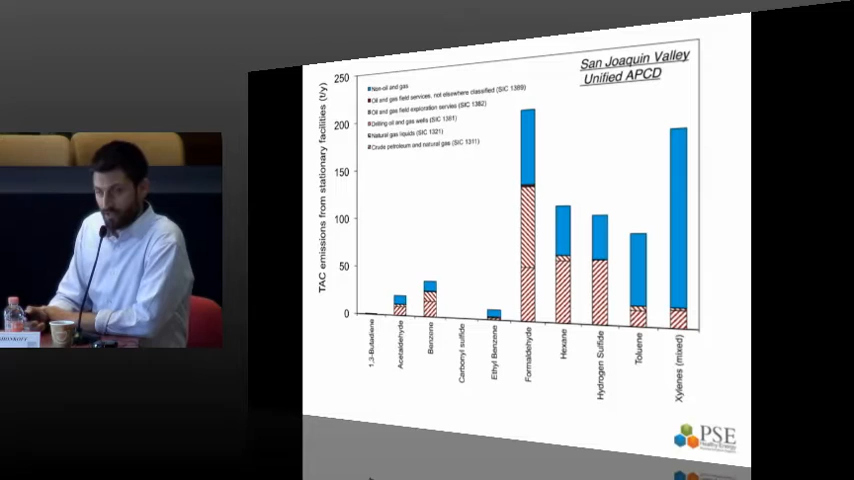 San Joaquin Valley
Unified APCD
TAC emissions from stationary facilities (t/y)
250
200
150
100
50
0
Non-oil and gas
Oil and gas field services, not elsewhere classified (SIC 1389)
Oil and gas field exploration servies (SIC 1382)
Drilling oil and gas wells (SIC 1381)
Natural gas liquids (SIC 1321)
Crude petroleum and natural gas (SIC 1311)
1,3-Butadiene
Acetaldehyde
Benzene
Carbonyl sulfide
Ethyl Benzene
Formaldehyde
Hexane
Hydrogen Sulfide
Toluene
Xylenes (mixed)
PSE
Healthy Energy